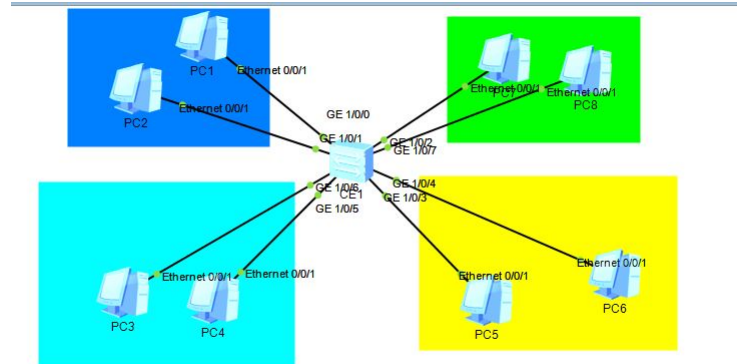 PC1
Ethernet 0/0/1
PC2
Ethernet 0/0/1
PC7
Ethernet 0/0/1
PC8
Ethernet 0/0/1
GE 1/0/0
GE 1/0/1
GE 1/0/2
GE 1/0/7
GE 1/0/6
GE 1/0/5
CE1
GE 1/0/4
GE 1/0/3
Ethernet 0/0/1
PC3
Ethernet 0/0/1
PC4
Ethernet 0/0/1
PC5
Ethernet 0/0/1
PC6